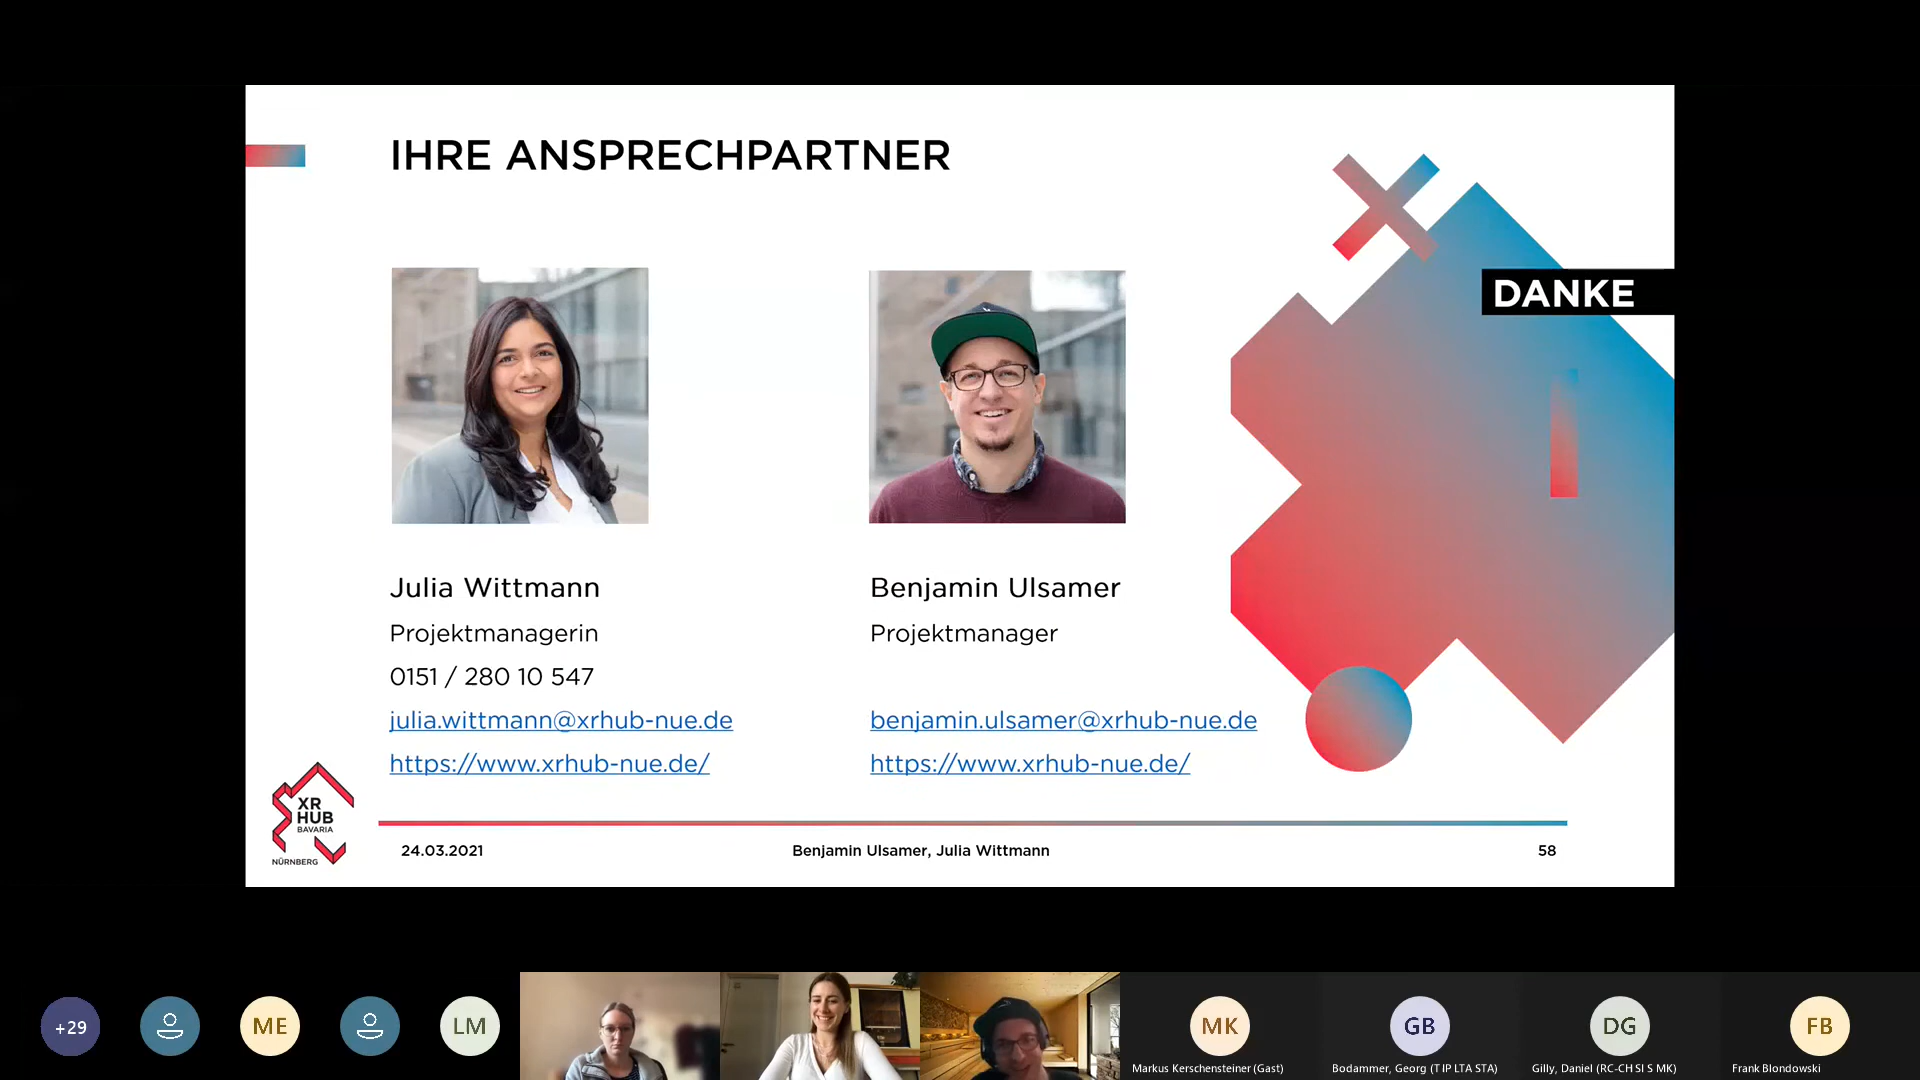 IHRE ANSPRECHPARTNER
DANKE
Julia Wittmann
Projektmanagerin
0151 / 280 10 547
julia.wittmann@xrhub-nue.de
https://www.xrhub-nue.de/
Benjamin Ulsamer
Projektmanager
benjamin.ulsamer@xrhub-nue.de
https://www.xrhub-nue.de/
XR
HUB
BAVARIA
NÜRNBERG
24.03.2021
Benjamin Ulsamer, Julia Wittmann
58
+29
ME
LM
MK
Markus Kerschensteiner (Gast)
GB
Bodammer, Georg (T IP LTA STA)
DG
Gilly, Daniel (RC-CH SI S MK)
FB
Frank Blondowski